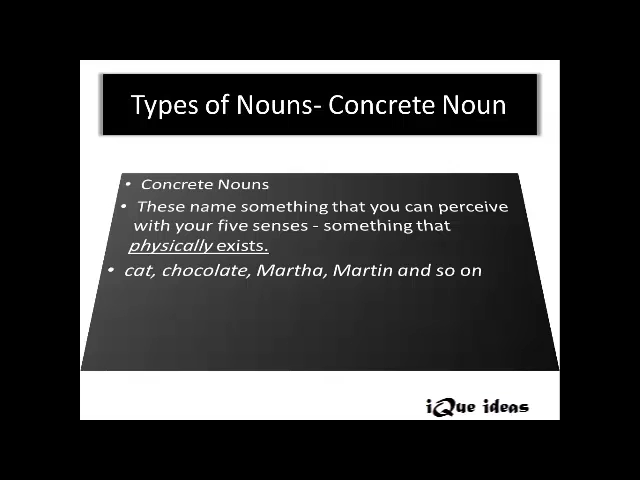 Types of Nouns- Concrete Noun
• Concrete Nouns
• These name something that you can perceive
with your five senses - something that
physically exists.
• cat, chocolate, Martha, Martin and so on
iQue ideas